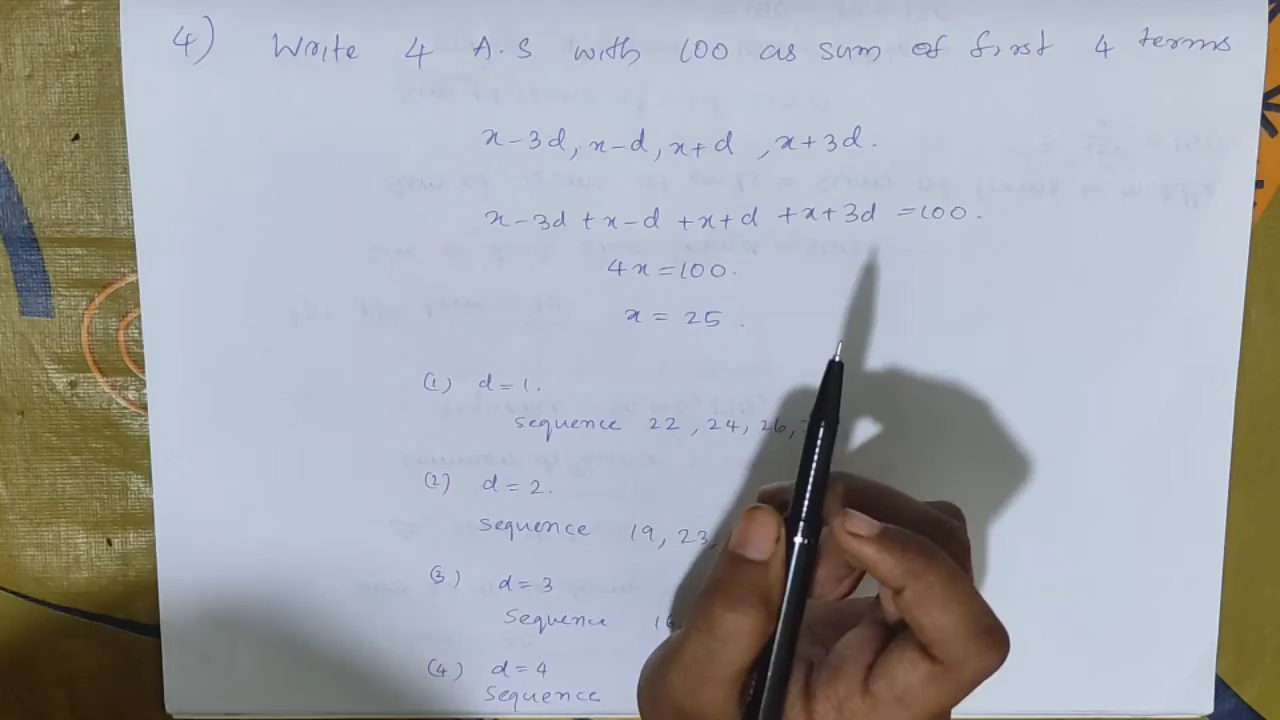 4) Write 4 A.S with 100 as sum of first 4 terms
x-3d, x-d, x+d, x+3d.
x-3d + x-d + x+d + x+3d = 100.
4x = 100.
x = 25.
(1) d = 1.
sequence 22, 24, 26,
(2) d = 2.
sequence 19, 23,
(3) d = 3
sequence
(4) d = 4
sequence